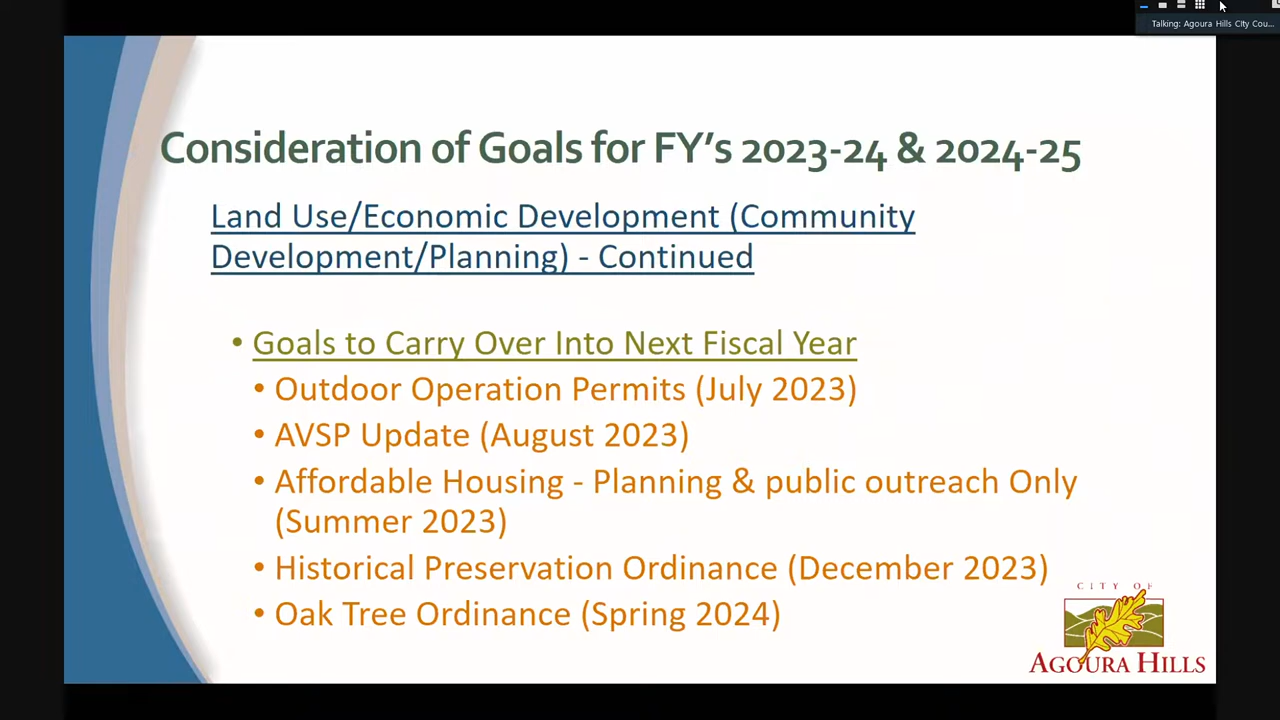 Talking: Agoura Hills City Cou...
Consideration of Goals for FY's 2023-24 & 2024-25
Land Use/Economic Development (Community
Development/Planning) - Continued
• Goals to Carry Over Into Next Fiscal Year
• Outdoor Operation Permits (July 2023)
• AVSP Update (August 2023)
• Affordable Housing - Planning & public outreach Only
(Summer 2023)
• Historical Preservation Ordinance (December 2023)
• Oak Tree Ordinance (Spring 2024)
CITY OF
AGOURA HILLS